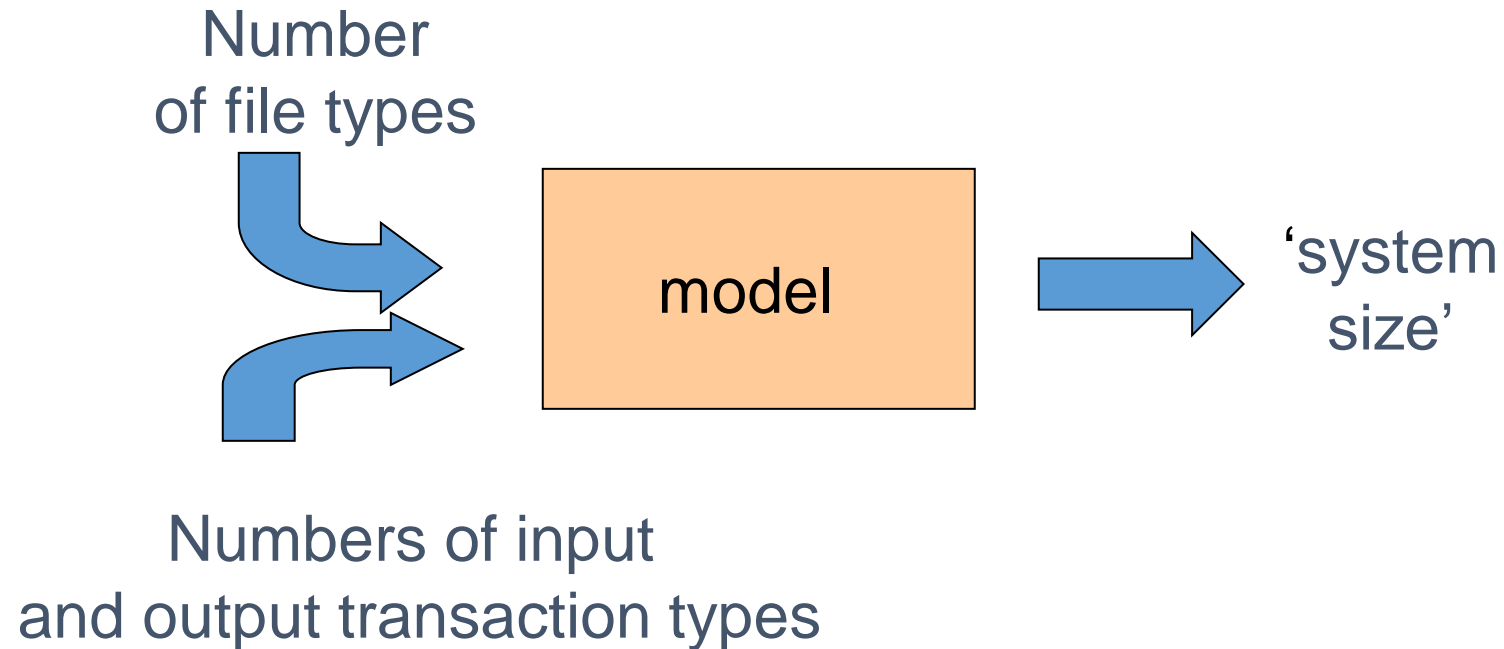 Number
of file types
model
‘system
size’
Numbers of input
and output transaction types